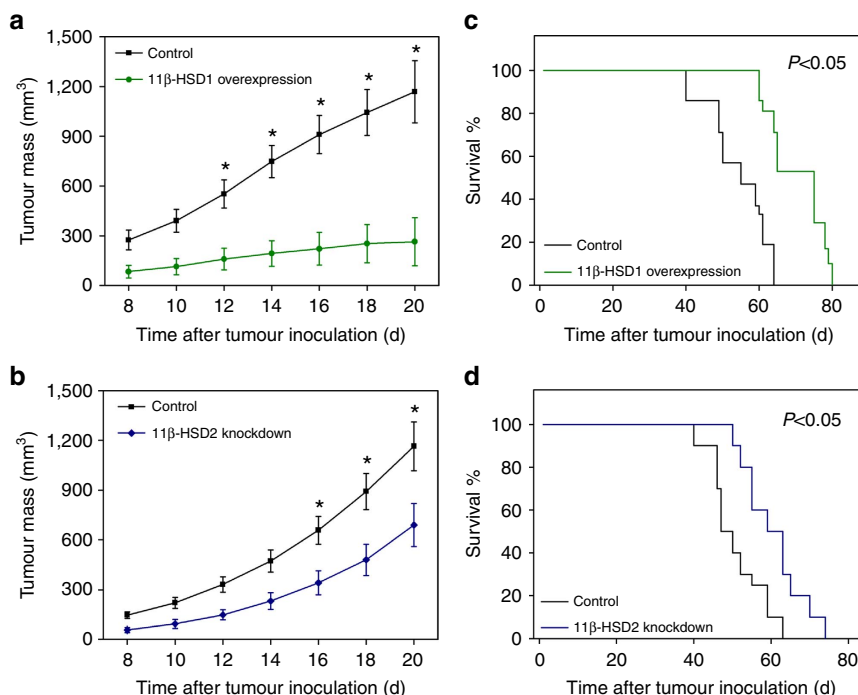 a
1,500
1,200
900
600
300
0
Tumour mass (mm³)
Control
11β-HSD1 overexpression
* * * * *
8 10 12 14 16 18 20
Time after tumour inoculation (d)
c
100
80
60
40
20
0
Survival %
P<0.05
Control
11β-HSD1 overexpression
0 20 40 60 80
Time after tumour inoculation (d)
b
1,500
1,200
900
600
300
0
Tumour mass (mm³)
Control
11β-HSD2 knockdown
* * *
8 10 12 14 16 18 20
Time after tumour inoculation (d)
d
100
80
60
40
20
0
Survival %
P<0.05
Control
11β-HSD2 knockdown
0 20 40 60 80
Time after tumour inoculation (d)